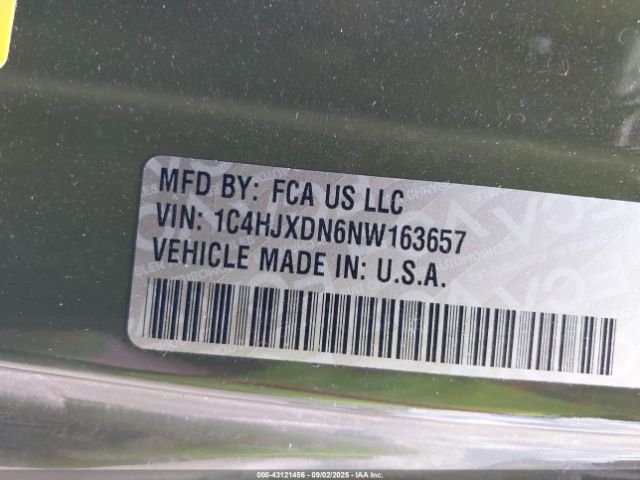 MFD BY: FCA US LLC
VIN: 1C4HJXDN6NW163657
VEHICLE MADE IN: U.S.A.
000-43121456 - 09/02/2025 - IAA Inc.